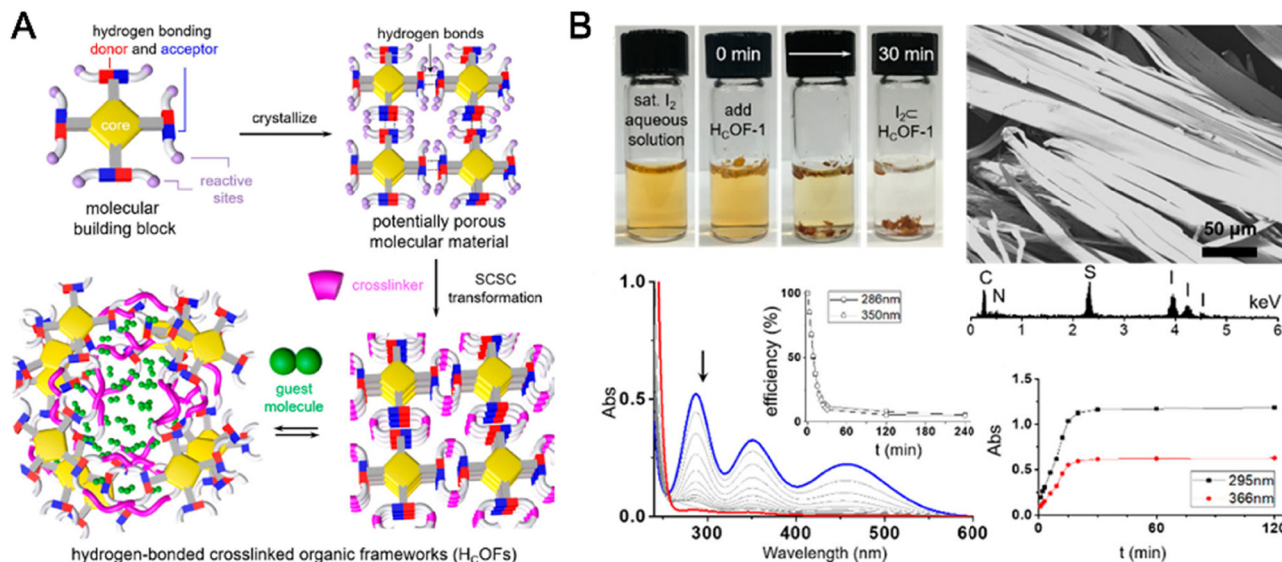 A
hydrogen bonding
donor and acceptor
core
reactive
sites
molecular
building block
crystallize
hydrogen bonds
potentially porous
molecular material
crosslinker
SCSC
transformation
guest
molecule
hydrogen-bonded crosslinked organic frameworks (HCOFs)
B
sat. I2
aqueous
solution
0 min
add
HCOF-1
30 min
I2⊂
HCOF-1
50 µm
C
N
S
I
I
I
keV
0 1 2 3 4 5 6
1.0
0.5
0.0
Abs
300 400 500 600
Wavelength (nm)
100
50
0
efficiency (%)
286nm
350nm
0 60 120 180 240
t (min)
1.5
1.0
0.5
0.0
Abs
295nm
366nm
0 60 120
t (min)